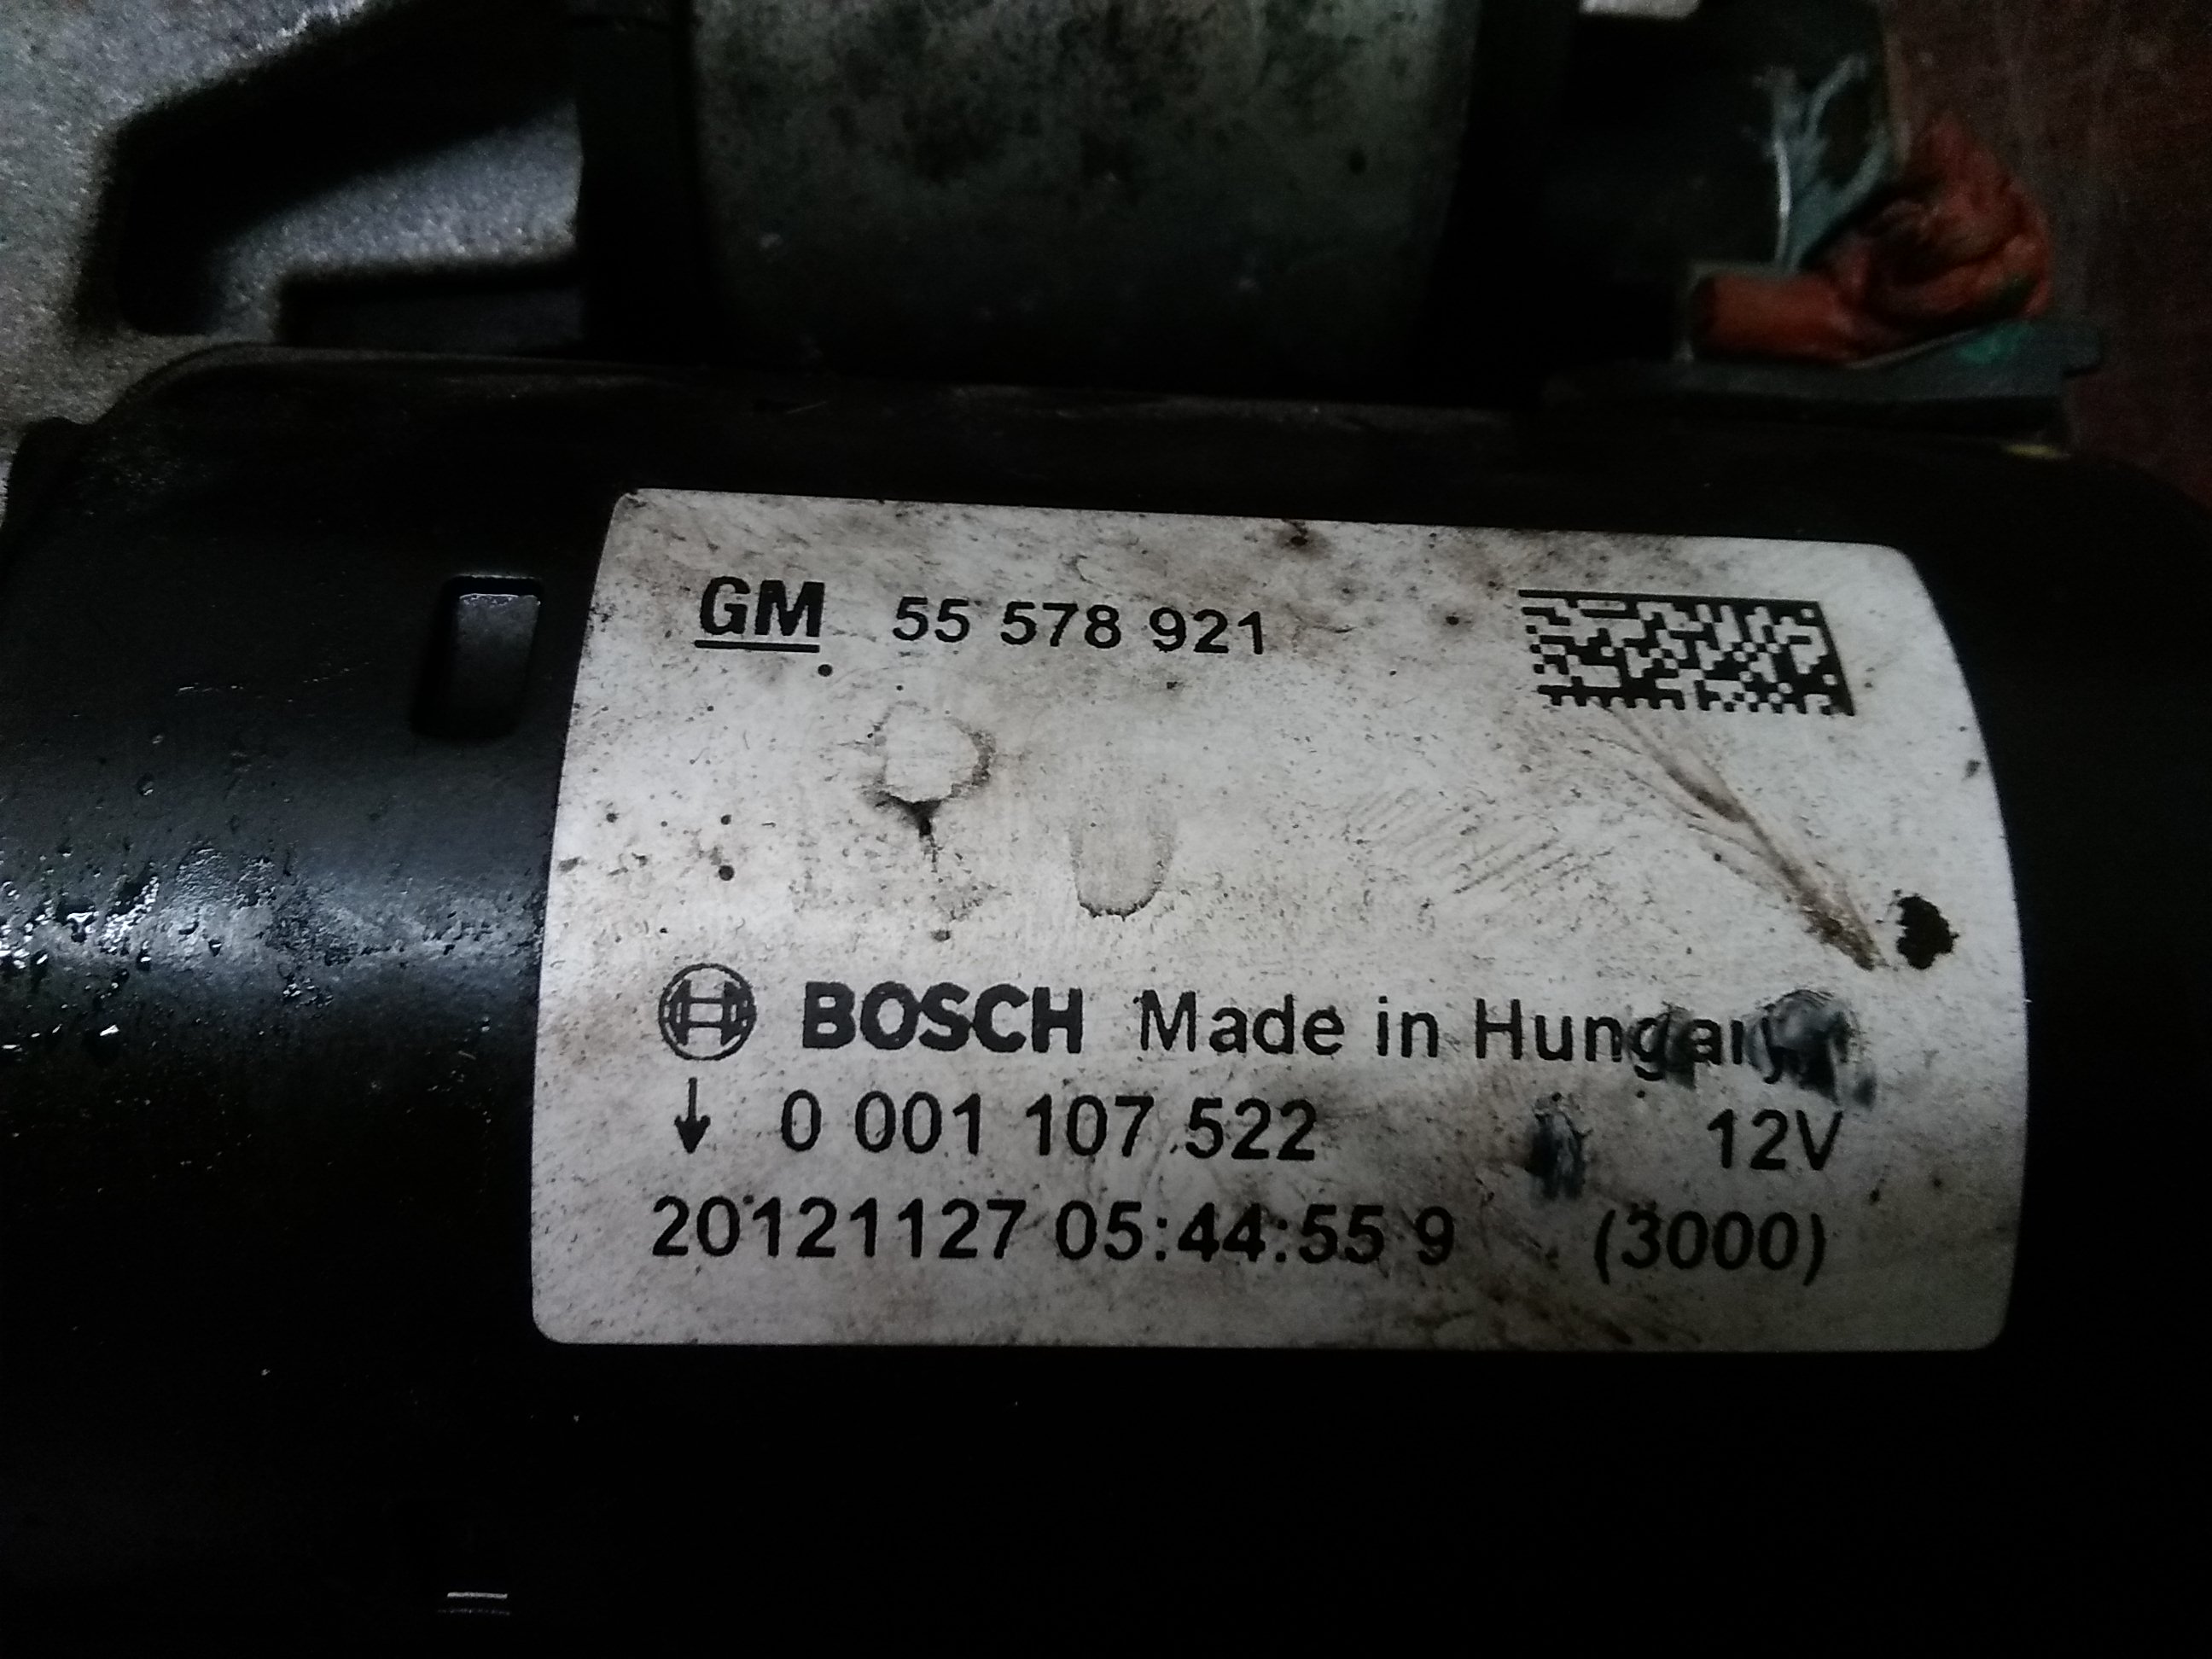 GM 55 578 921
BOSCH Made in Hungary
↓ 0 001 107 522 12V
20121127 05:44:55 9 (3000)